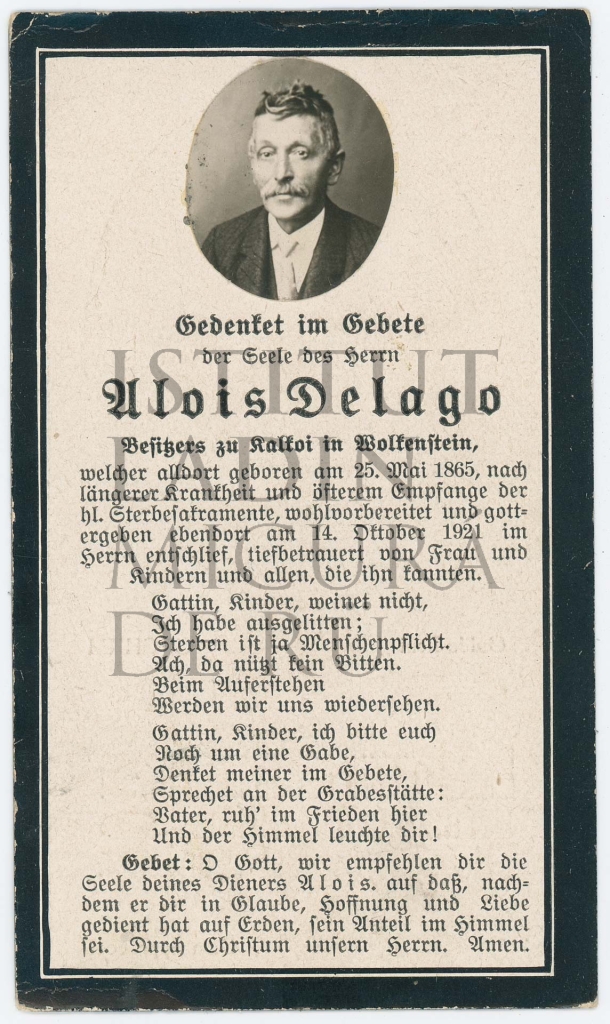 Gedenket im Gebete
der Seele des Herrn
Alois Delago
Besitzers zu Kalkoi in Wolkenstein,
welcher alldort geboren am 25. Mai 1865, nach
längerer Krankheit und öfterem Empfange der
hl. Sterbesakramente, wohlvorbereitet und gott-
ergeben ebendort am 14. Oktober 1921 im
Herrn entschlief, tiefbetrauert von Frau und
Kindern und allen, die ihn kannten.
Gattin, Kinder, weinet nicht,
Ich habe ausgelitten;
Sterben ist ja Menschenpflicht.
Ach, da nützt kein Bitten.
Beim Auferstehen
Werden wir uns wiedersehen.
Gattin, Kinder, ich bitte euch
Noch um eine Gabe,
Denket meiner im Gebete,
Sprechet an der Grabesstätte:
Vater, ruh' im Frieden hier
Und der Himmel leuchte dir!
Gebet: O Gott, wir empfehlen dir die
Seele deines Dieners Alois. auf daß, nach-
dem er dir in Glaube, Hoffnung und Liebe
gedient hat auf Erden, sein Anteil im Himmel
sei. Durch Christum unsern Herrn. Amen.
ISTITUT
LADIN
MICURÁ
DE RÜ